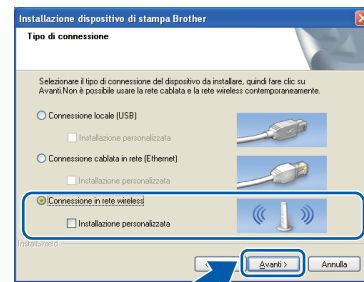 Installazione dispositivo di stampa Brother
Tipo di connessione
Selezionare il tipo di connessione del dispositivo da installare, quindi fare clic su
Avanti.Non è possibile usare la rete cablata e la rete wireless contemporaneamente.
Connessione locale (USB)
Installazione personalizzata
Connessione cablata in rete (Ethernet)
Installazione personalizzata
Connessione in rete wireless
Installazione personalizzata
InstallShield
< Avanti > Annulla